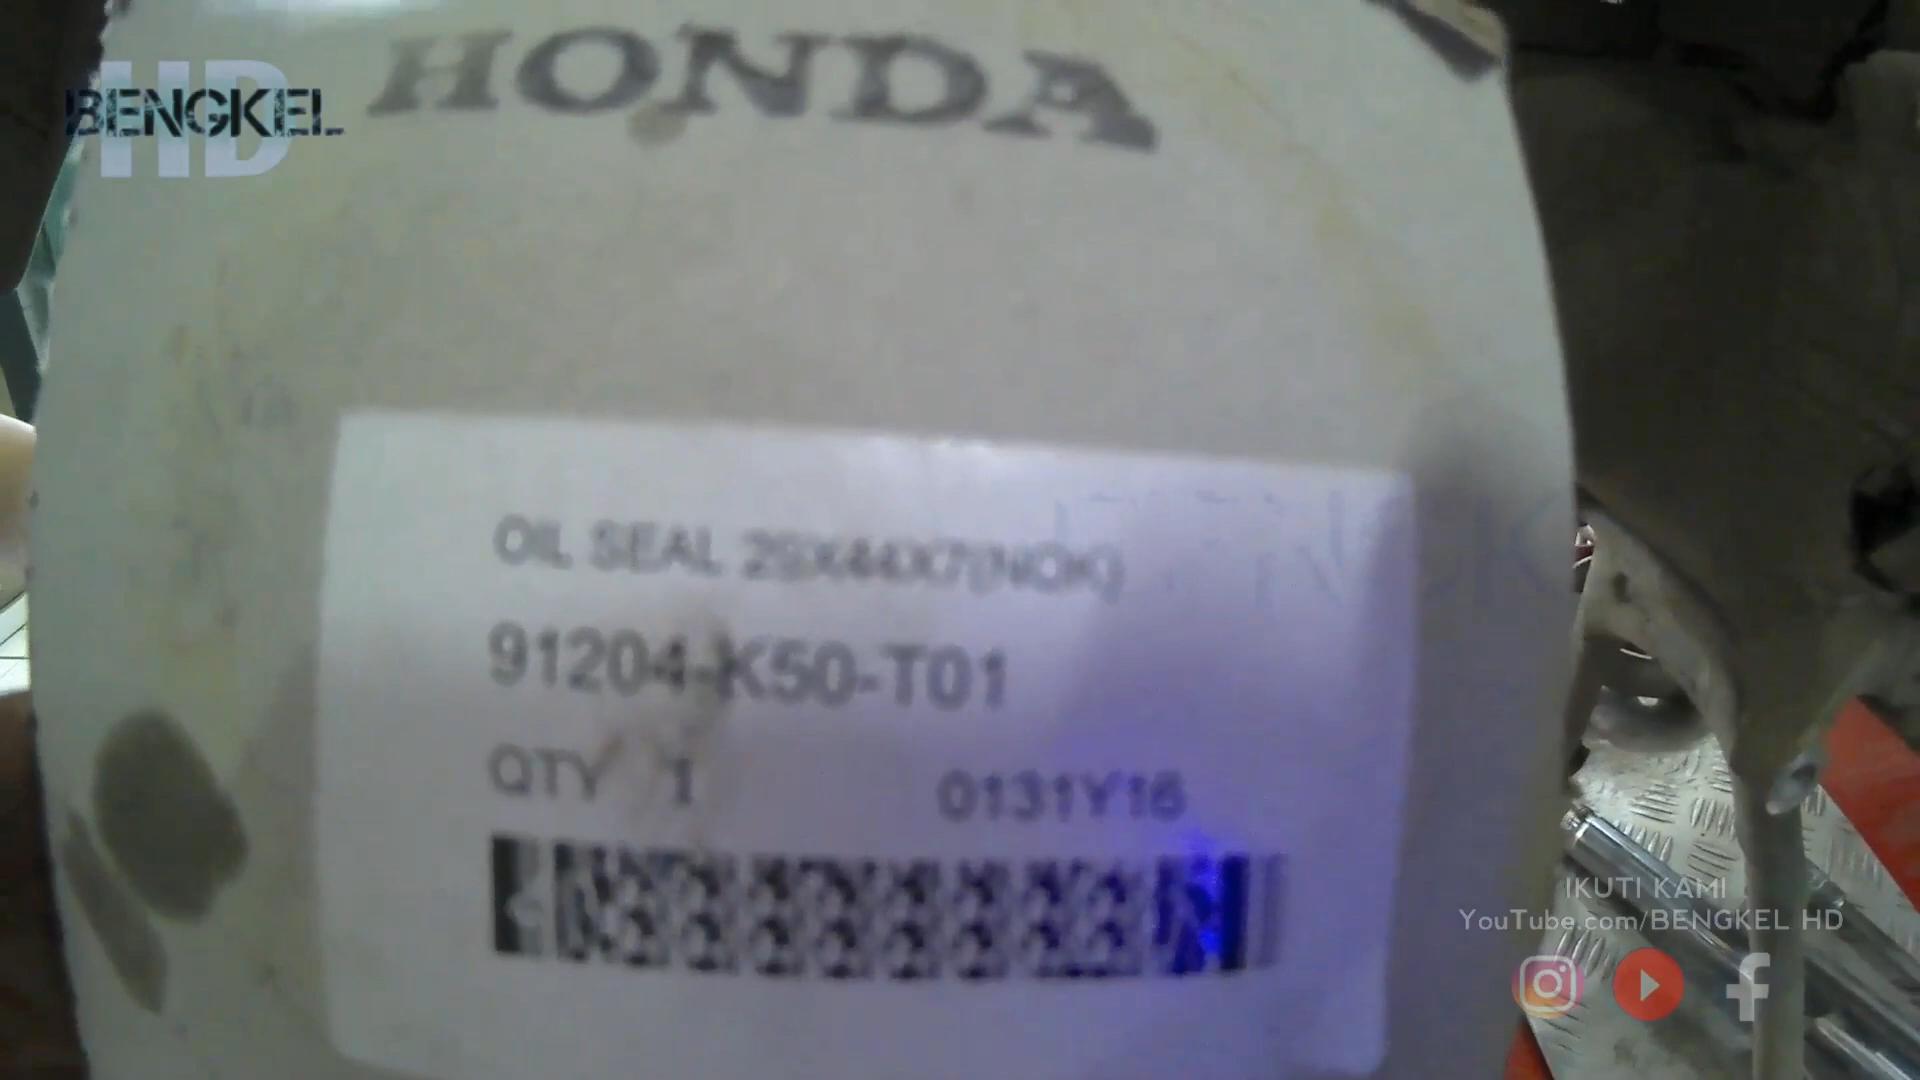 HONDA
BENGKEL
HD
OIL SEAL 29X44X7(NOK)
91204-K50-T01
QTY 1 0131Y16
IKUTI KAMI
YouTube.com/BENGKEL HD